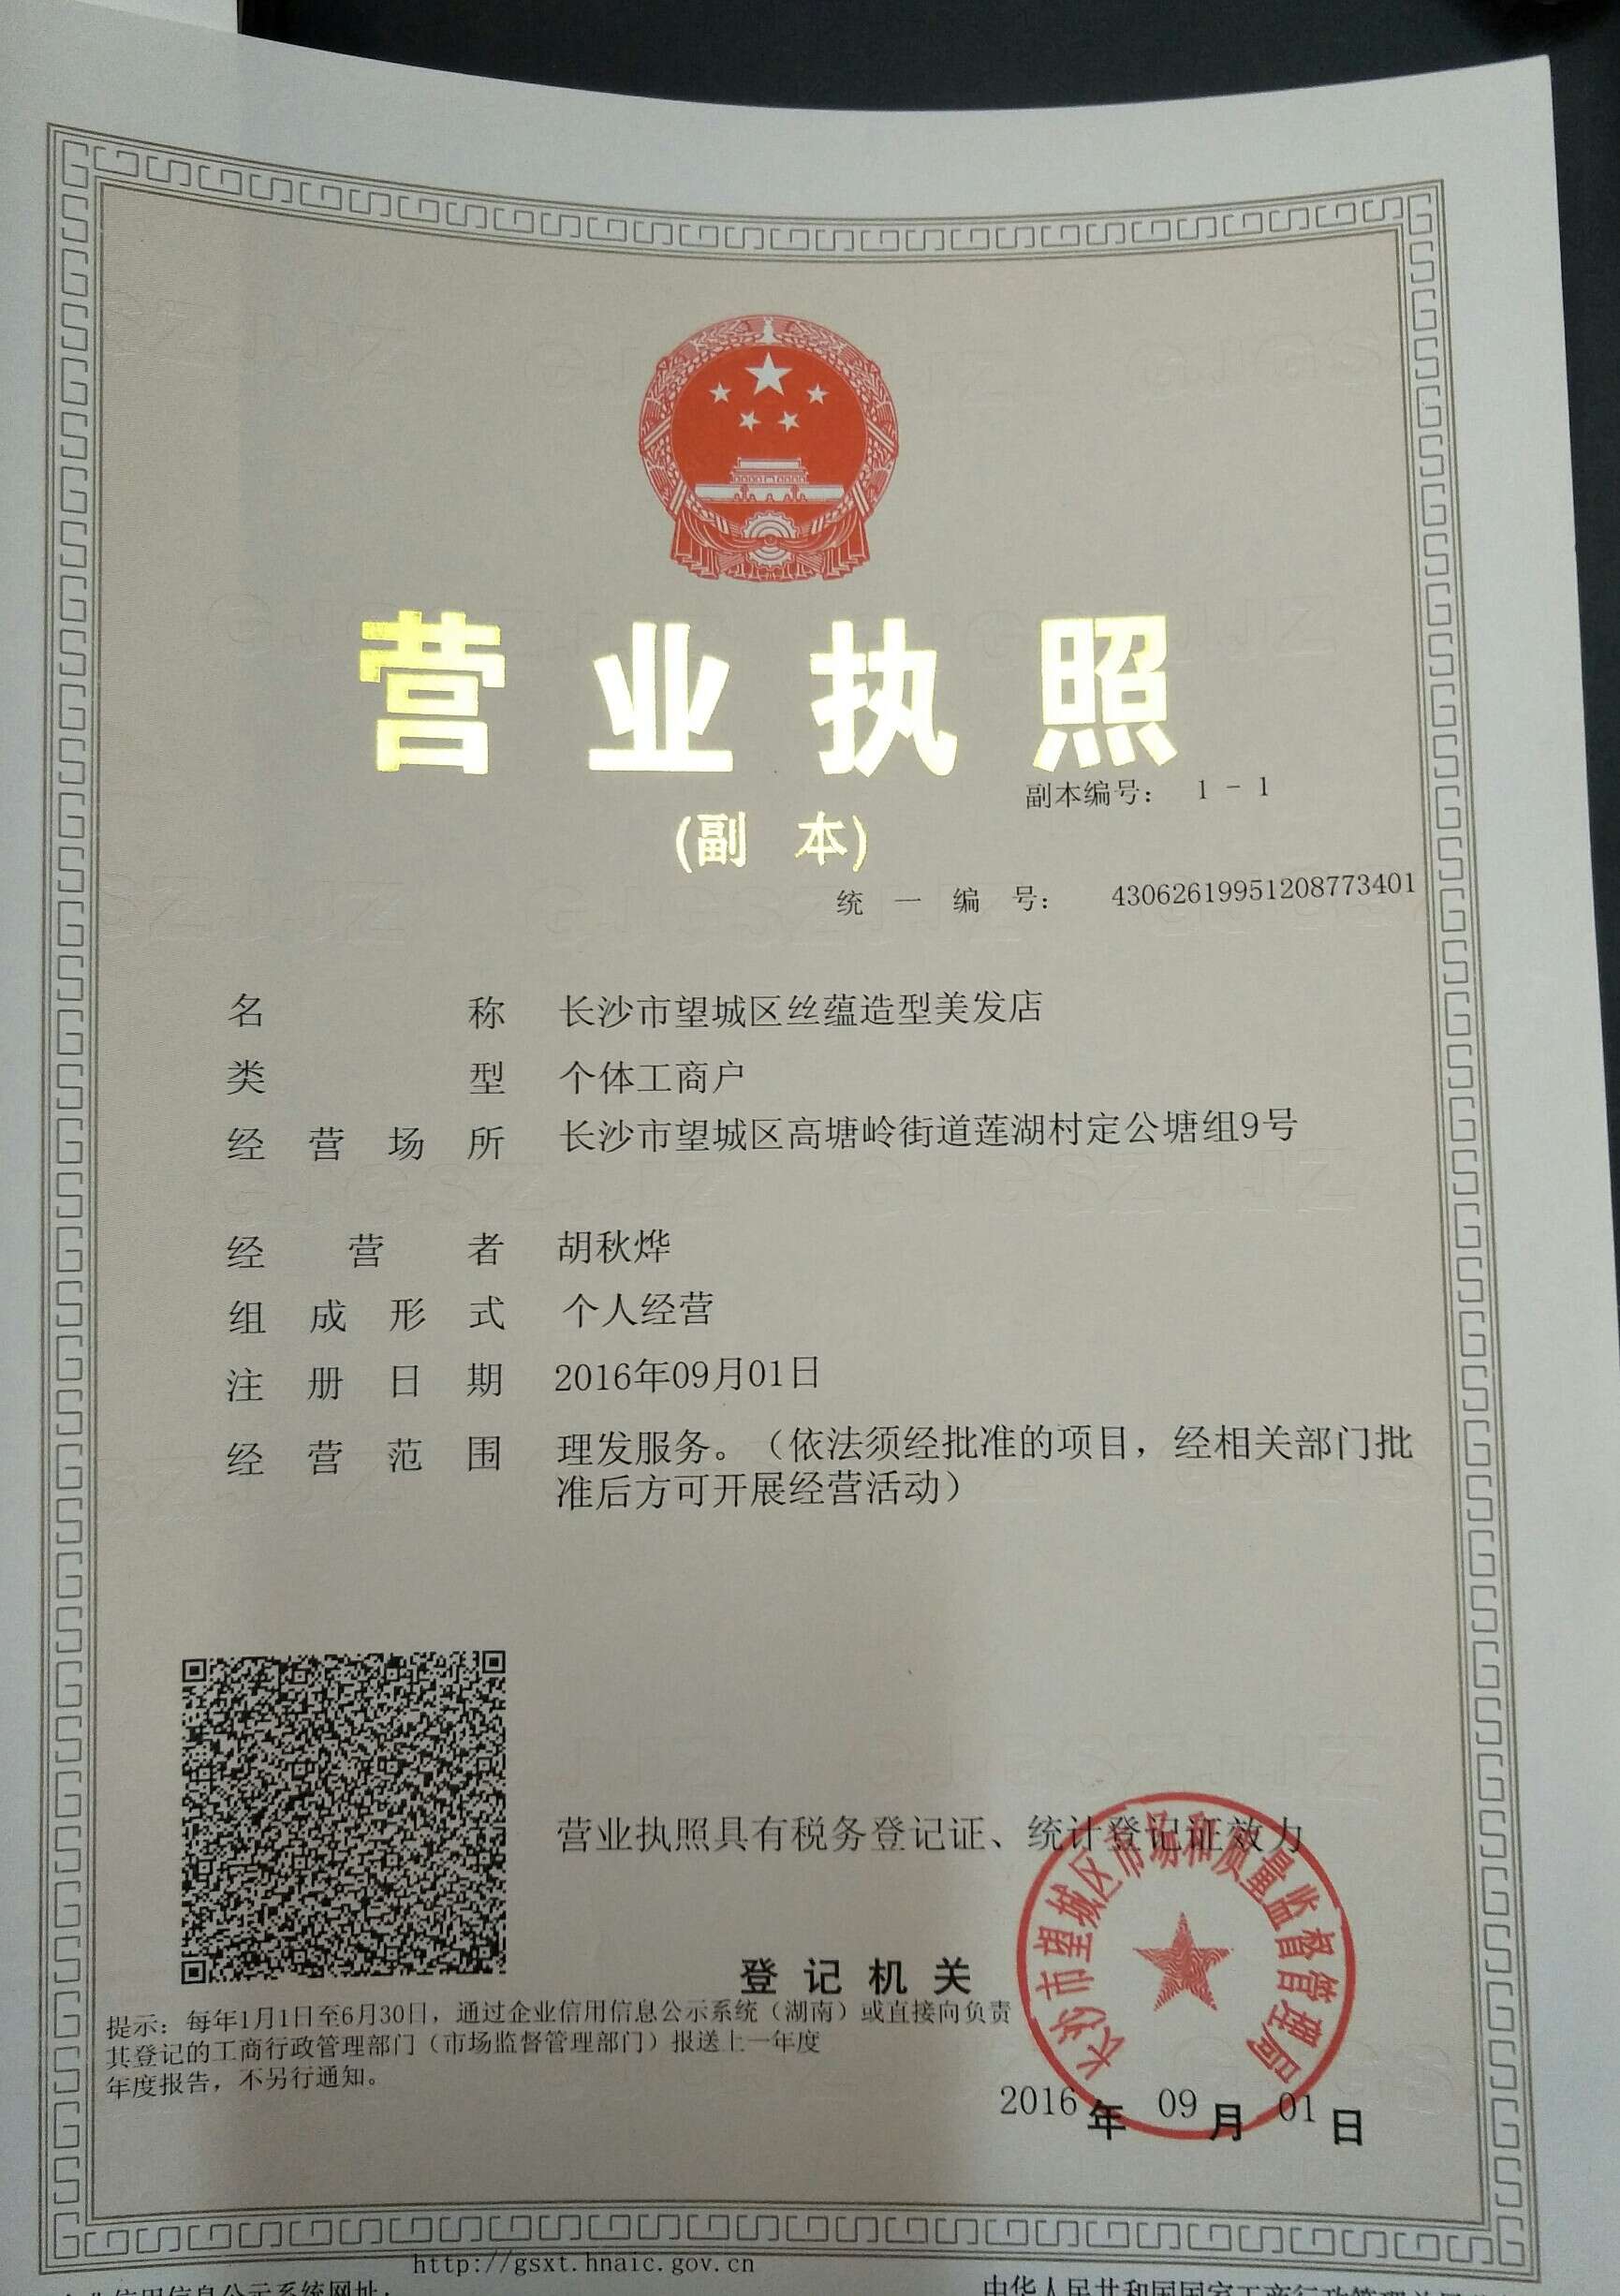 营业执照
副本编号： 1-1
(副 本)
统一编号： 43062619951208773401
名称 长沙市望城区丝蕴造型美发店
类型 个体工商户
经营场所 长沙市望城区高塘岭街道莲湖村定公塘组9号
经营者 胡秋烨
组成形式 个人经营
注册日期 2016年09月01日
经营范围 理发服务。（依法须经批准的项目，经相关部门批
准后方可开展经营活动）
营业执照具有税务登记证、统计登记证效力
长沙市望城区市场和质量监督管理局
登记机关
提示：每年1月1日至6月30日，通过企业信用信息公示系统（湖南）或直接向负责
其登记的工商行政管理部门（市场监督管理部门）报送上一年度
年度报告，不另行通知。
2016年09月01日
http://gsxt.hnaic.gov.cn
信用信息公示系统网址：
中华人民共和国国家工商行政管理